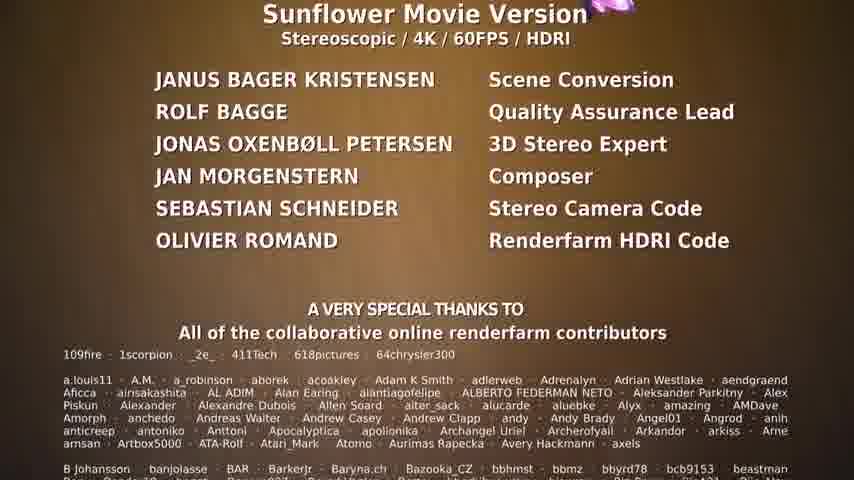 Sunflower Movie Version
Stereoscopic / 4K / 60FPS / HDRI
JANUS BAGER KRISTENSEN Scene Conversion
ROLF BAGGE Quality Assurance Lead
JONAS OXENBØLL PETERSEN 3D Stereo Expert
JAN MORGENSTERN Composer
SEBASTIAN SCHNEIDER Stereo Camera Code
OLIVIER ROMAND Renderfarm HDRI Code
A VERY SPECIAL THANKS TO
All of the collaborative online renderfarm contributors
109fire · 1scorpion · _2e_ · 411Tech · 618pictures · 64chrysler300
a.louis11 · A.M. · a_robinson · aborek · acoakley · Adam K Smith · adlerweb · Adrenalyn · Adrian Westlake · aendgraend
Aficca · airisakashita · AL ADIM · Alan Earing · alantiagofelipe · ALBERTO FEDERMAN NETO · Aleksander Parkitny · Alex
Piskun · Alexander · Alexandre Dubois · Allen Soard · alter_sack · alucarde · aluebke · Alyx · amazing · AMDave
Amorph · anchedo · Andreas Walter · Andrew Casey · Andrew Clapp · andy · Andy Brady · Angel01 · Angrod · anih
anticreep · antoniko · Anttoni · Apocalyptica · apolinnika · Archangel Uriel · Archerofyaili · Arkandor · arkiss · Arne
arnsan · Artbox5000 · ATA-Rolf · Atari_Mark · Atomo · Aurimas Rapecka · Avery Hackmann · axels
B Johansson · banjolasse · BAR · BarkerJr · Baryna.ch · Bazooka_CZ · bbhmst · bbmz · bbyrd78 · bcb9153 · beastman